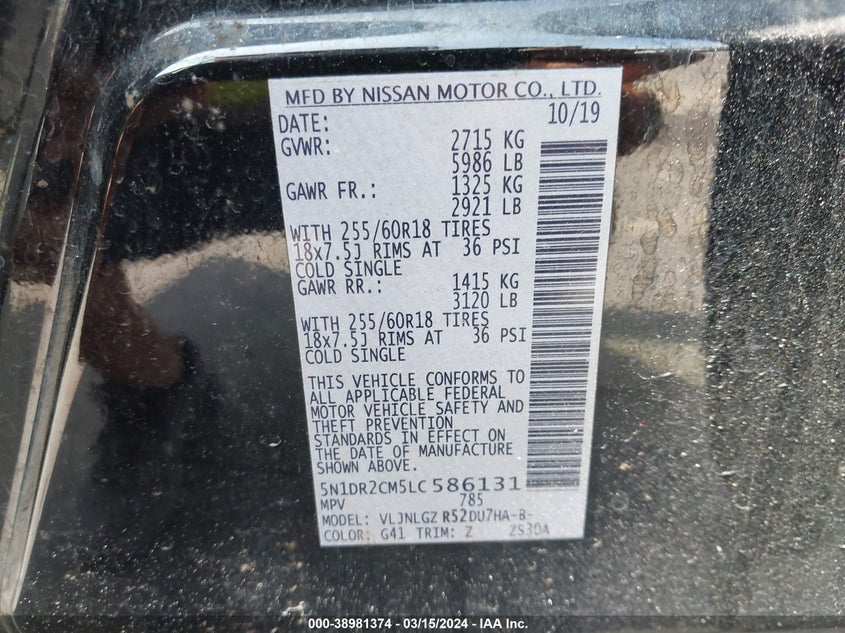 MFD BY NISSAN MOTOR CO., LTD.
DATE: 10/19
GVWR: 2715 KG
5986 LB
GAWR FR.: 1325 KG
2921 LB
WITH 255/60R18 TIRES
18x7.5J RIMS AT 36 PSI
COLD SINGLE
GAWR RR.: 1415 KG
3120 LB
WITH 255/60R18 TIRES
18x7.5J RIMS AT 36 PSI
COLD SINGLE
THIS VEHICLE CONFORMS TO
ALL APPLICABLE FEDERAL
MOTOR VEHICLE SAFETY AND
THEFT PREVENTION
STANDARDS IN EFFECT ON
THE DATE OF MANUFACTURE
SHOWN ABOVE.
5N1DR2CM5LC586131
MPV 785
MODEL: VLJNLGZ R52DU7HA-B-
COLOR: G41 TRIM: Z ZS30A
000-38981374 — 03/15/2024 — IAA Inc.